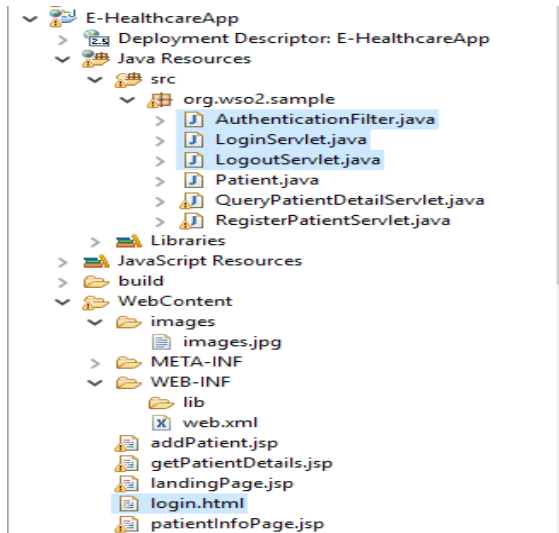 E-HealthcareApp
2.5 Deployment Descriptor: E-HealthcareApp
Java Resources
src
org.wso2.sample
J AuthenticationFilter.java
J LoginServlet.java
J LogoutServlet.java
J Patient.java
J QueryPatientDetailServlet.java
J RegisterPatientServlet.java
Libraries
JavaScript Resources
build
WebContent
images
images.jpg
META-INF
WEB-INF
lib
X web.xml
addPatient.jsp
getPatientDetails.jsp
landingPage.jsp
login.html
patientInfoPage.jsp